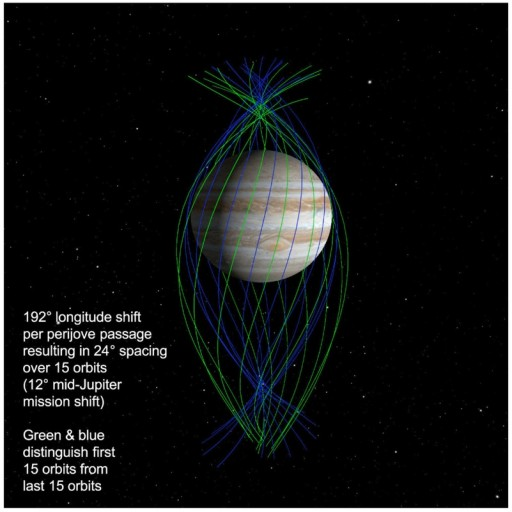 192° longitude shift
per perijove passage
resulting in 24° spacing
over 15 orbits
(12° mid-Jupiter
mission shift)
Green & blue
distinguish first
15 orbits from
last 15 orbits